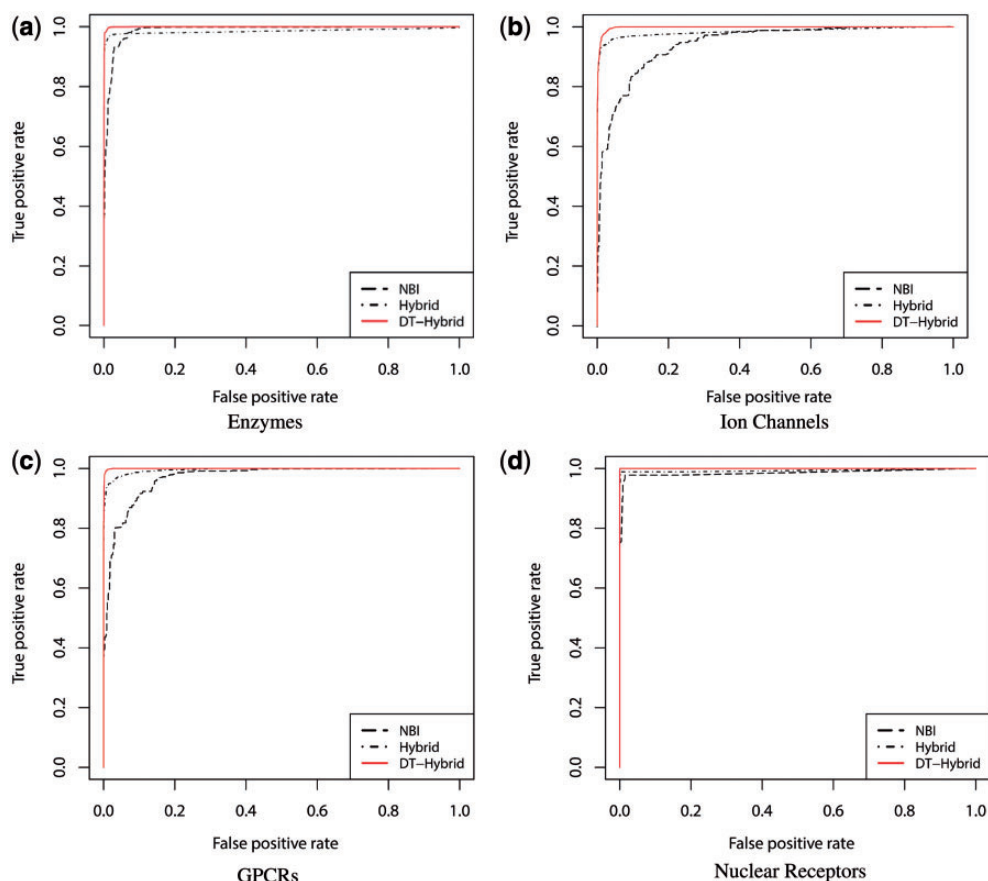 (a)
True positive rate
0.0 0.2 0.4 0.6 0.8 1.0
NBI
Hybrid
DT−Hybrid
0.0 0.2 0.4 0.6 0.8 1.0
False positive rate
Enzymes
(b)
True positive rate
0.0 0.2 0.4 0.6 0.8 1.0
NBI
Hybrid
DT−Hybrid
0.0 0.2 0.4 0.6 0.8 1.0
False positive rate
Ion Channels
(c)
True positive rate
0.0 0.2 0.4 0.6 0.8 1.0
NBI
Hybrid
DT−Hybrid
0.0 0.2 0.4 0.6 0.8 1.0
False positive rate
GPCRs
(d)
True positive rate
0.0 0.2 0.4 0.6 0.8 1.0
NBI
Hybrid
DT−Hybrid
0.0 0.2 0.4 0.6 0.8 1.0
False positive rate
Nuclear Receptors